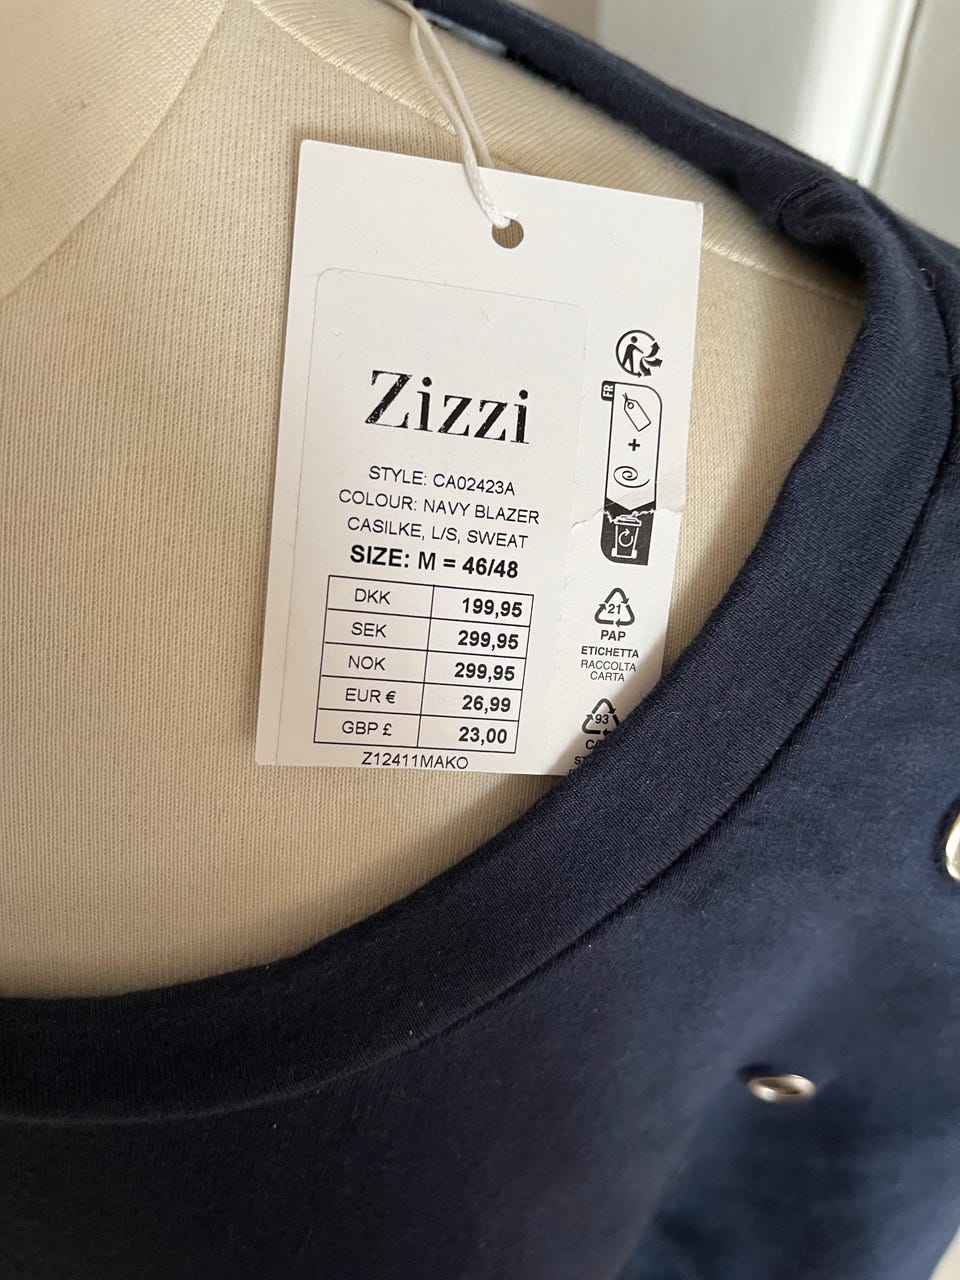 Zizzi
STYLE: CA02423A
COLOUR: NAVY BLAZER
CASILKE, L/S, SWEAT
SIZE: M = 46/48
DKK 199,95
SEK 299,95
NOK 299,95
EUR € 26,99
GBP £ 23,00
Z12411MAKO
FR
+
21
PAP
ETICHETTA
RACCOLTA
CARTA
93